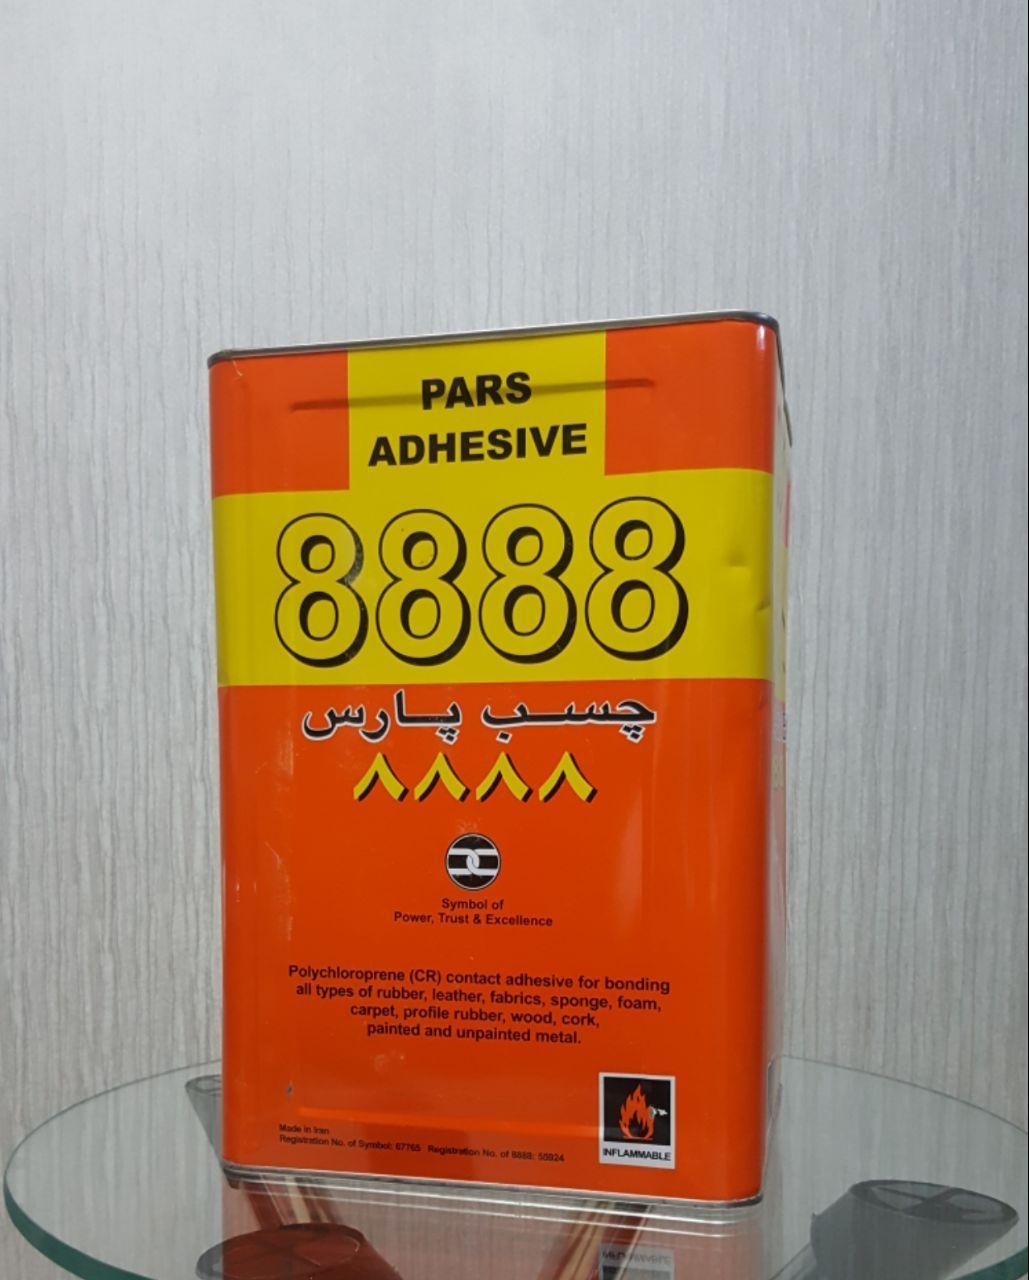 PARS
ADHESIVE
8888
چسب پارس
۸۸۸۸
Symbol of
Power, Trust & Excellence
Polychloroprene (CR) contact adhesive for bonding
all types of rubber, leather, fabrics, sponge, foam,
carpet, profile rubber, wood, cork,
painted and unpainted metal.
Made in Iran
Registration No. of Symbol: 67765 Registration No. of 8888: 55924
INFLAMMABLE